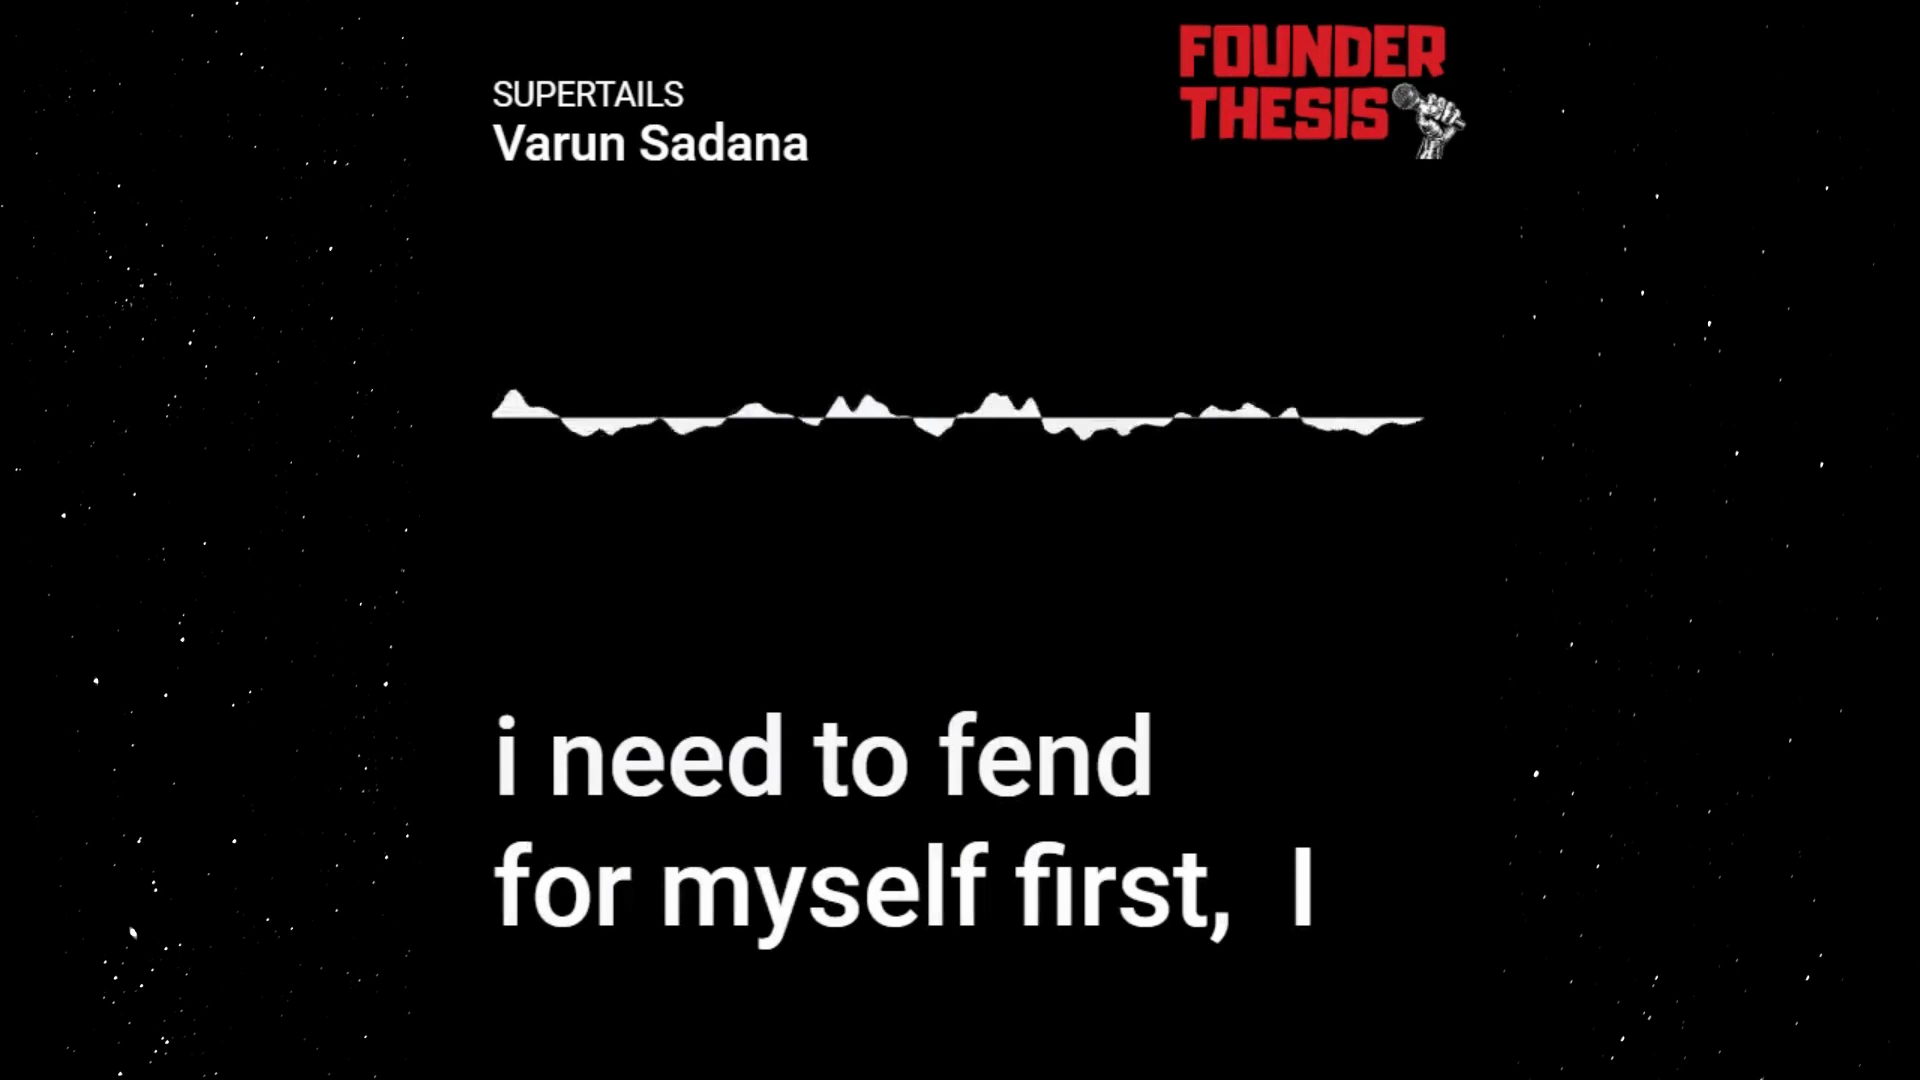 SUPERTAILS
Varun Sadana
FOUNDER
THESIS
i need to fend
for myself first,  I